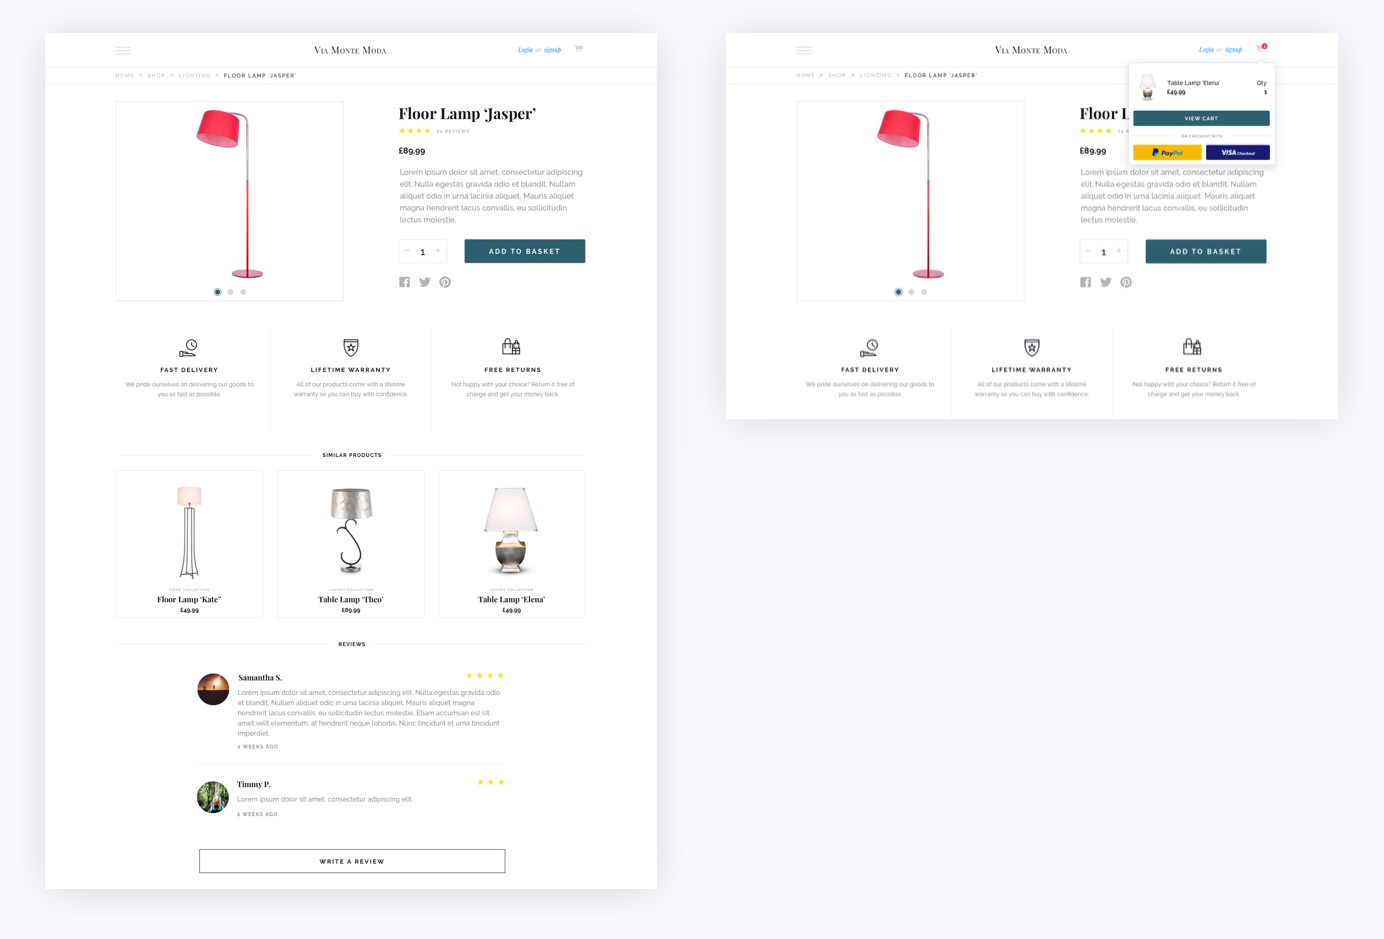 VIA MONTE MODA
Login or signup
HOME SHOP LIGHTING FLOOR LAMP 'JASPER'
Floor Lamp ‘Jasper’
24 REVIEWS
£89.99
Lorem ipsum dolor sit amet, consectetur adipiscing
elit. Nulla egestas gravida odio et blandit. Nullam
aliquet odio in urna lacinia aliquet. Mauris aliquet
magna hendrerit lacus convallis, eu sollicitudin
lectus molestie.
1
ADD TO BASKET
FAST DELIVERY
We pride ourselves on delivering our goods to
you as fast as possible.
LIFETIME WARRANTY
All of our products come with a lifetime
warranty so you can buy with confidence.
FREE RETURNS
Not happy with your choice? Return it free of
charge and get your money back.
SIMILAR PRODUCTS
HOME COLLECTION
Floor Lamp ‘Kate’'
£49.99
LUXURY COLLECTION
Table Lamp ‘Theo’
£89.99
LUXURY COLLECTION
Table Lamp ‘Elena’
£49.99
REVIEWS
Samantha S.
Lorem ipsum dolor sit amet, consectetur adipiscing elit. Nulla egestas gravida odio
et blandit. Nullam aliquet odio in urna lacinia aliquet. Mauris aliquet magna
hendrerit lacus convallis, eu sollicitudin lectus molestie. Etiam accumsan est sit
amet velit elementum, at hendrerit neque lobortis. Nunc tincidunt et urna tincidunt
imperdiet.
WEEKS AGO
Timmy P.
Lorem ipsum dolor sit amet, consectetur adipiscing elit.
2 WEEKS AGO
WRITE A REVIEW
VIA MONTE MODA
Login or signup
HOME SHOP LIGHTING FLOOR LAMP 'JASPER'
Table Lamp ‘Elena’ Qty
£49.99 1
VIEW CART
OR CHECKOUT WITH
PayPal
VISA Checkout
Floor L
24 R
£89.99
Lorem ipsum dolor sit amet, consectetur adipiscing
elit. Nulla egestas gravida odio et blandit. Nullam
aliquet odio in urna lacinia aliquet. Mauris aliquet
magna hendrerit lacus convallis, eu sollicitudin
lectus molestie.
1
ADD TO BASKET
FAST DELIVERY
We pride ourselves on delivering our goods to
you as fast as possible.
LIFETIME WARRANTY
All of our products come with a lifetime
warranty so you can buy with confidence.
FREE RETURNS
Not happy with your choice? Return it free of
charge and get your money back.